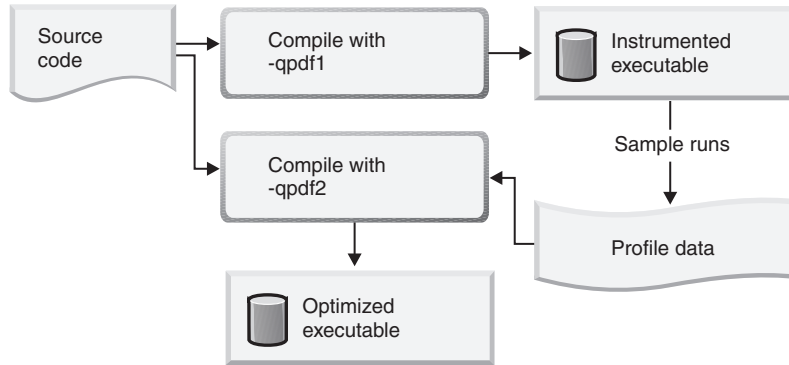 Source
code
Compile with
-qpdf1
Instrumented
executable
Sample runs
Compile with
-qpdf2
Profile data
Optimized
executable